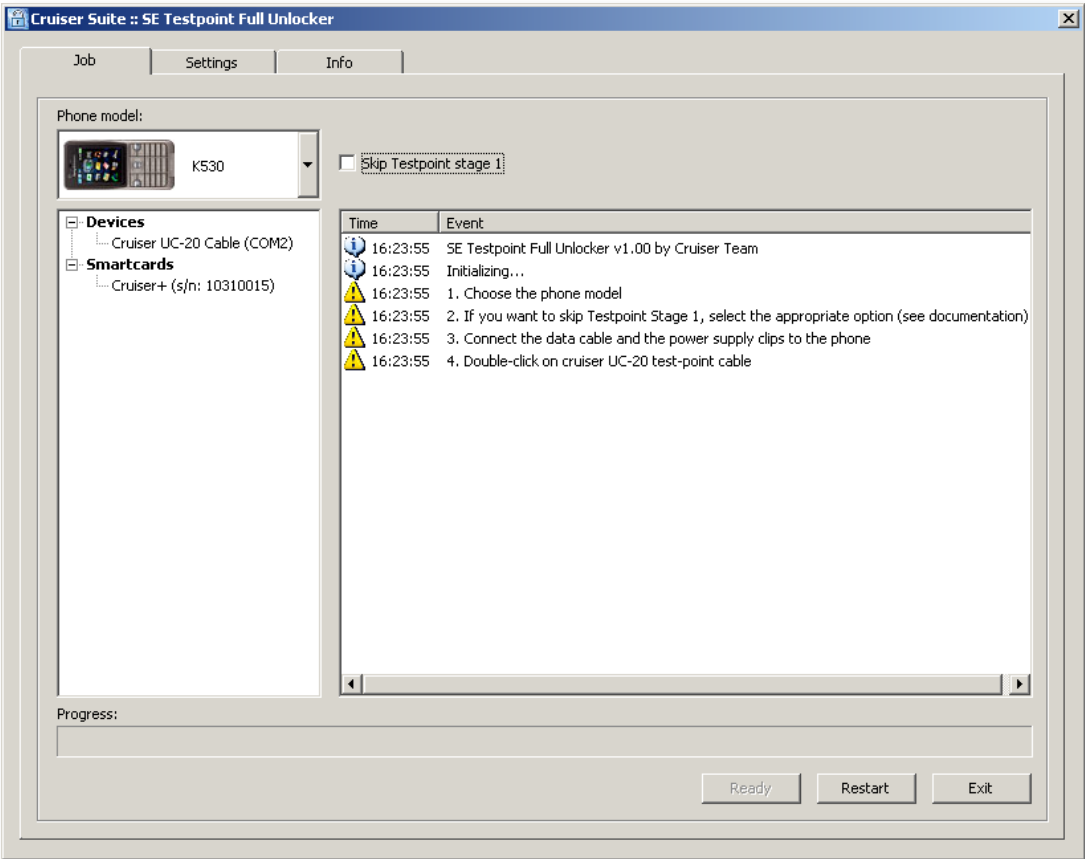 Cruiser Suite :: SE Testpoint Full Unlocker
Job Settings Info
Phone model:
K530
Skip Testpoint stage 1
Devices
Cruiser UC-20 Cable (COM2)
Smartcards
Cruiser+ (s/n: 10310015)
Time Event
16:23:55 SE Testpoint Full Unlocker v1.00 by Cruiser Team
16:23:55 Initializing...
16:23:55 1. Choose the phone model
16:23:55 2. If you want to skip Testpoint Stage 1, select the appropriate option (see documentation)
16:23:55 3. Connect the data cable and the power supply clips to the phone
16:23:55 4. Double-click on cruiser UC-20 test-point cable
Progress:
Ready Restart Exit